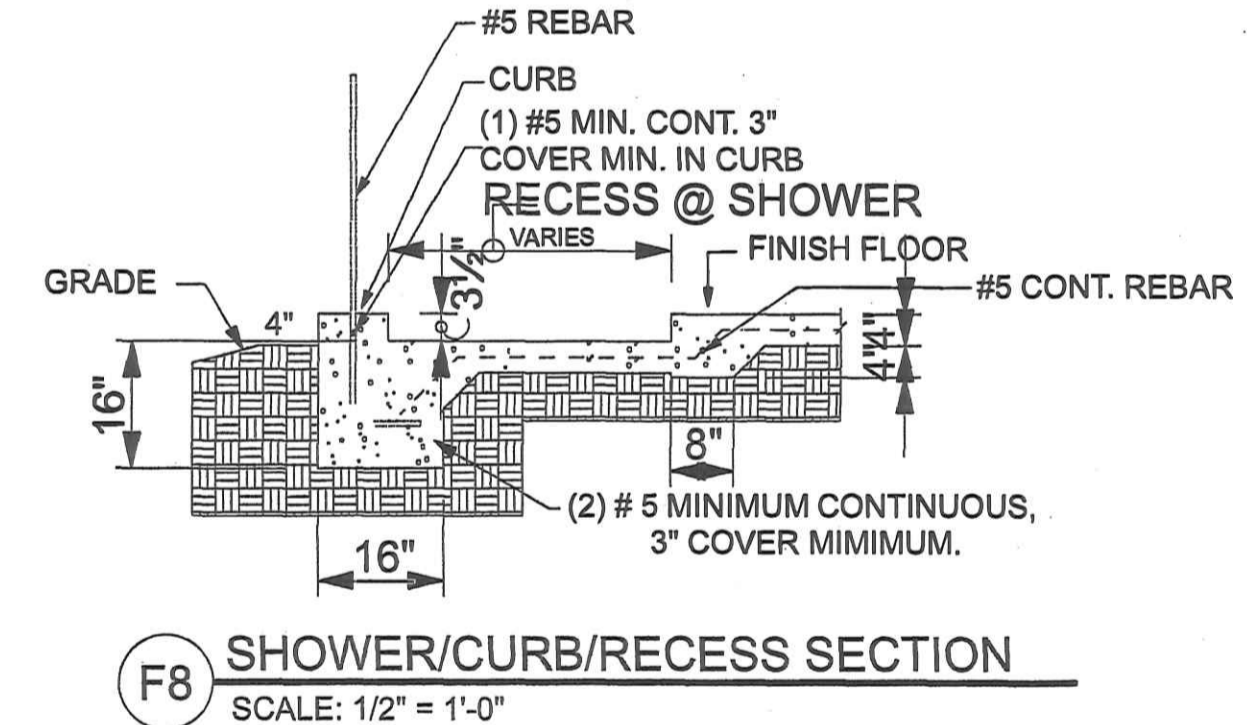 #5 REBAR
CURB
(1) #5 MIN. CONT. 3"
COVER MIN. IN CURB
RECESS @ SHOWER
VARIES
3½"
FINISH FLOOR
GRADE
#5 CONT. REBAR
4"
4"
4"
16"
8"
(2) # 5 MINIMUM CONTINUOUS,
3" COVER MIMIMUM.
16"
F8
SHOWER/CURB/RECESS SECTION
SCALE: 1/2" = 1'-0"